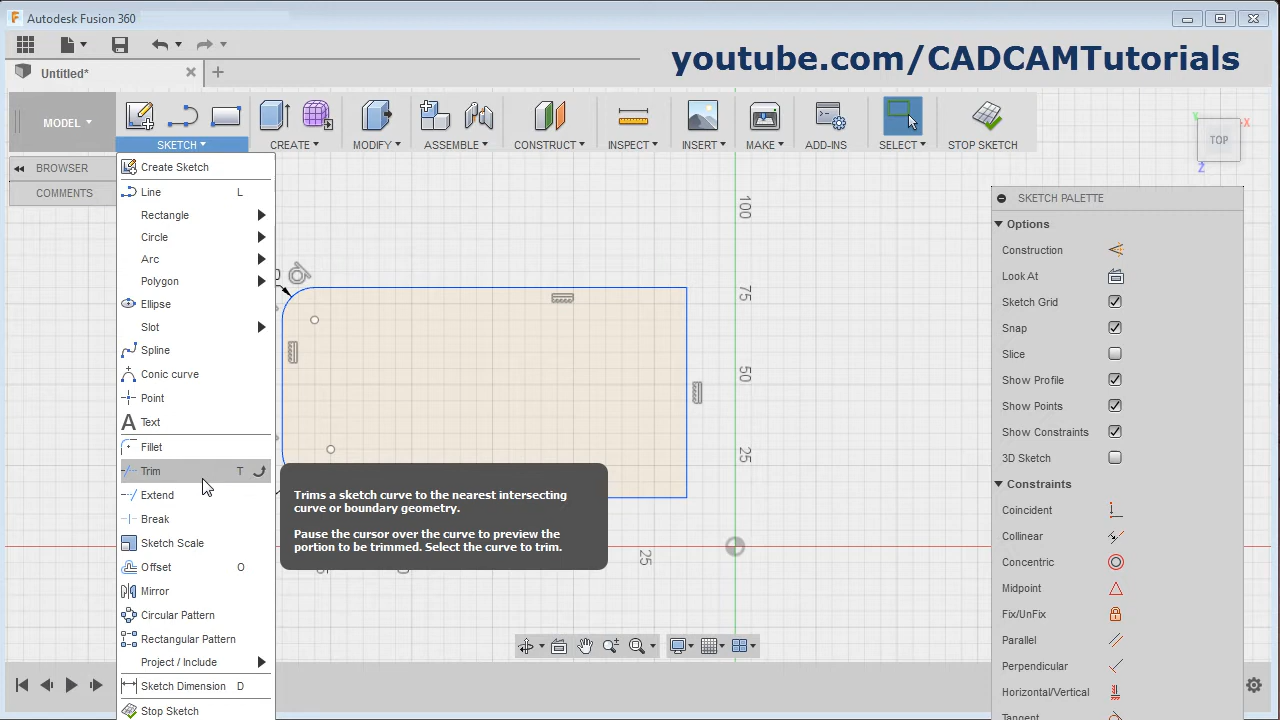 Autodesk Fusion 360
youtube.com/CADCAMTutorials
Untitled*
MODEL
SKETCH
CREATE
MODIFY
ASSEMBLE
CONSTRUCT
INSPECT
INSERT
MAKE
ADD-INS
SELECT
STOP SKETCH
BROWSER
COMMENTS
Create Sketch
Line L
Rectangle
Circle
Arc
Polygon
Ellipse
Slot
Spline
Conic curve
Point
Text
Fillet
Trim T
Extend
Break
Sketch Scale
Offset O
Mirror
Circular Pattern
Rectangular Pattern
Project / Include
Sketch Dimension D
Stop Sketch
Trims a sketch curve to the nearest intersecting
curve or boundary geometry.
Pause the cursor over the curve to preview the
portion to be trimmed. Select the curve to trim.
100
75
50
25
25
TOP
X
Y
Z
SKETCH PALETTE
Options
Construction
Look At
Sketch Grid
Snap
Slice
Show Profile
Show Points
Show Constraints
3D Sketch
Constraints
Coincident
Collinear
Concentric
Midpoint
Fix/UnFix
Parallel
Perpendicular
Horizontal/Vertical
Tangent